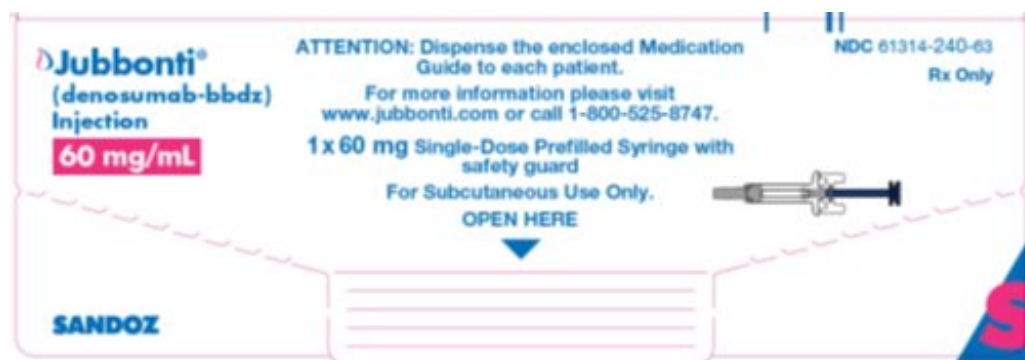 Jubbonti®
(denosumab-bbdz)
Injection
60 mg/mL
ATTENTION: Dispense the enclosed Medication
Guide to each patient.
For more information please visit
www.jubbonti.com or call 1-800-525-8747.
1 x 60 mg Single-Dose Prefilled Syringe with
safety guard
For Subcutaneous Use Only.
OPEN HERE
NDC 61314-240-63
Rx Only
SANDOZ
S